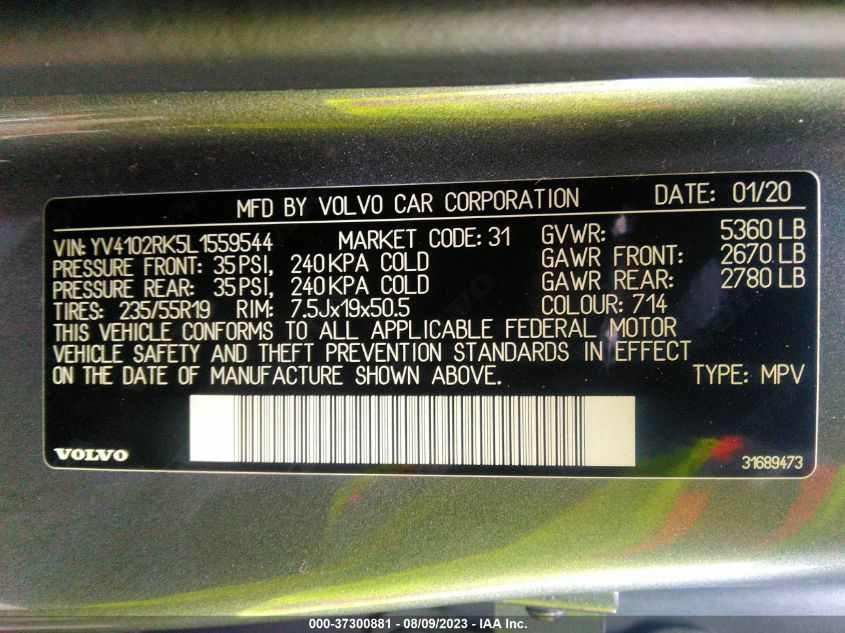 MFD BY VOLVO CAR CORPORATION DATE: 01/20
VIN: YV4102RK5L1559544 MARKET CODE: 31 GVWR: 5360 LB
PRESSURE FRONT: 35 PSI, 240 KPA COLD GAWR FRONT: 2670 LB
PRESSURE REAR: 35 PSI, 240 KPA COLD GAWR REAR: 2780 LB
TIRES: 235/55R19 RIM: 7.5Jx19x50.5 COLOUR: 714
THIS VEHICLE CONFORMS TO ALL APPLICABLE FEDERAL MOTOR
VEHICLE SAFETY AND THEFT PREVENTION STANDARDS IN EFFECT
ON THE DATE OF MANUFACTURE SHOWN ABOVE. TYPE: MPV
VOLVO 31689473
000-37300881 - 08/09/2023 - IAA Inc.